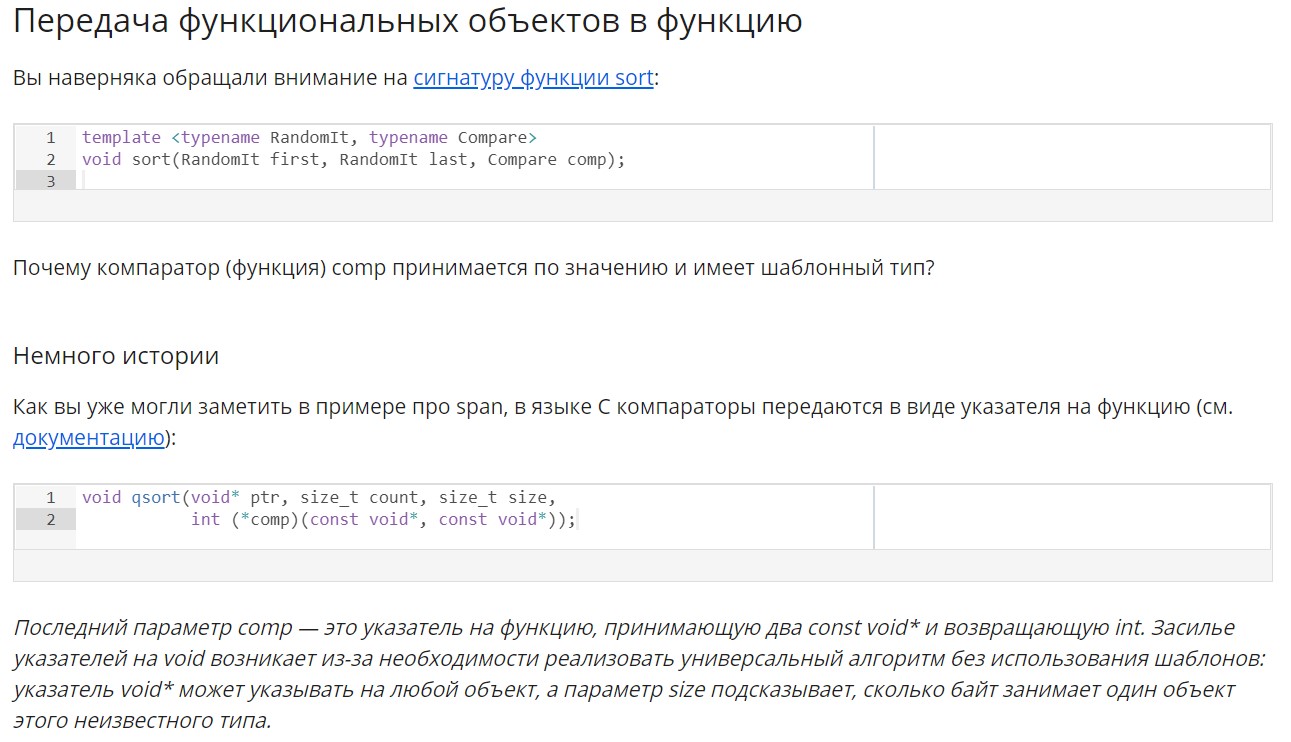 Передача функциональных объектов в функцию
Вы наверняка обращали внимание на сигнатуру функции sort:
1 template <typename RandomIt, typename Compare>
2 void sort(RandomIt first, RandomIt last, Compare comp);
3
Почему компаратор (функция) comp принимается по значению и имеет шаблонный тип?
Немного истории
Как вы уже могли заметить в примере про span, в языке C компараторы передаются в виде указателя на функцию (см.
документацию):
1 void qsort(void* ptr, size_t count, size_t size,
2 int (*comp)(const void*, const void*));
Последний параметр comp — это указатель на функцию, принимающую два const void* и возвращающую int. Засилье
указателей на void возникает из-за необходимости реализовать универсальный алгоритм без использования шаблонов:
указатель void* может указывать на любой объект, а параметр size подсказывает, сколько байт занимает один объект
этого неизвестного типа.